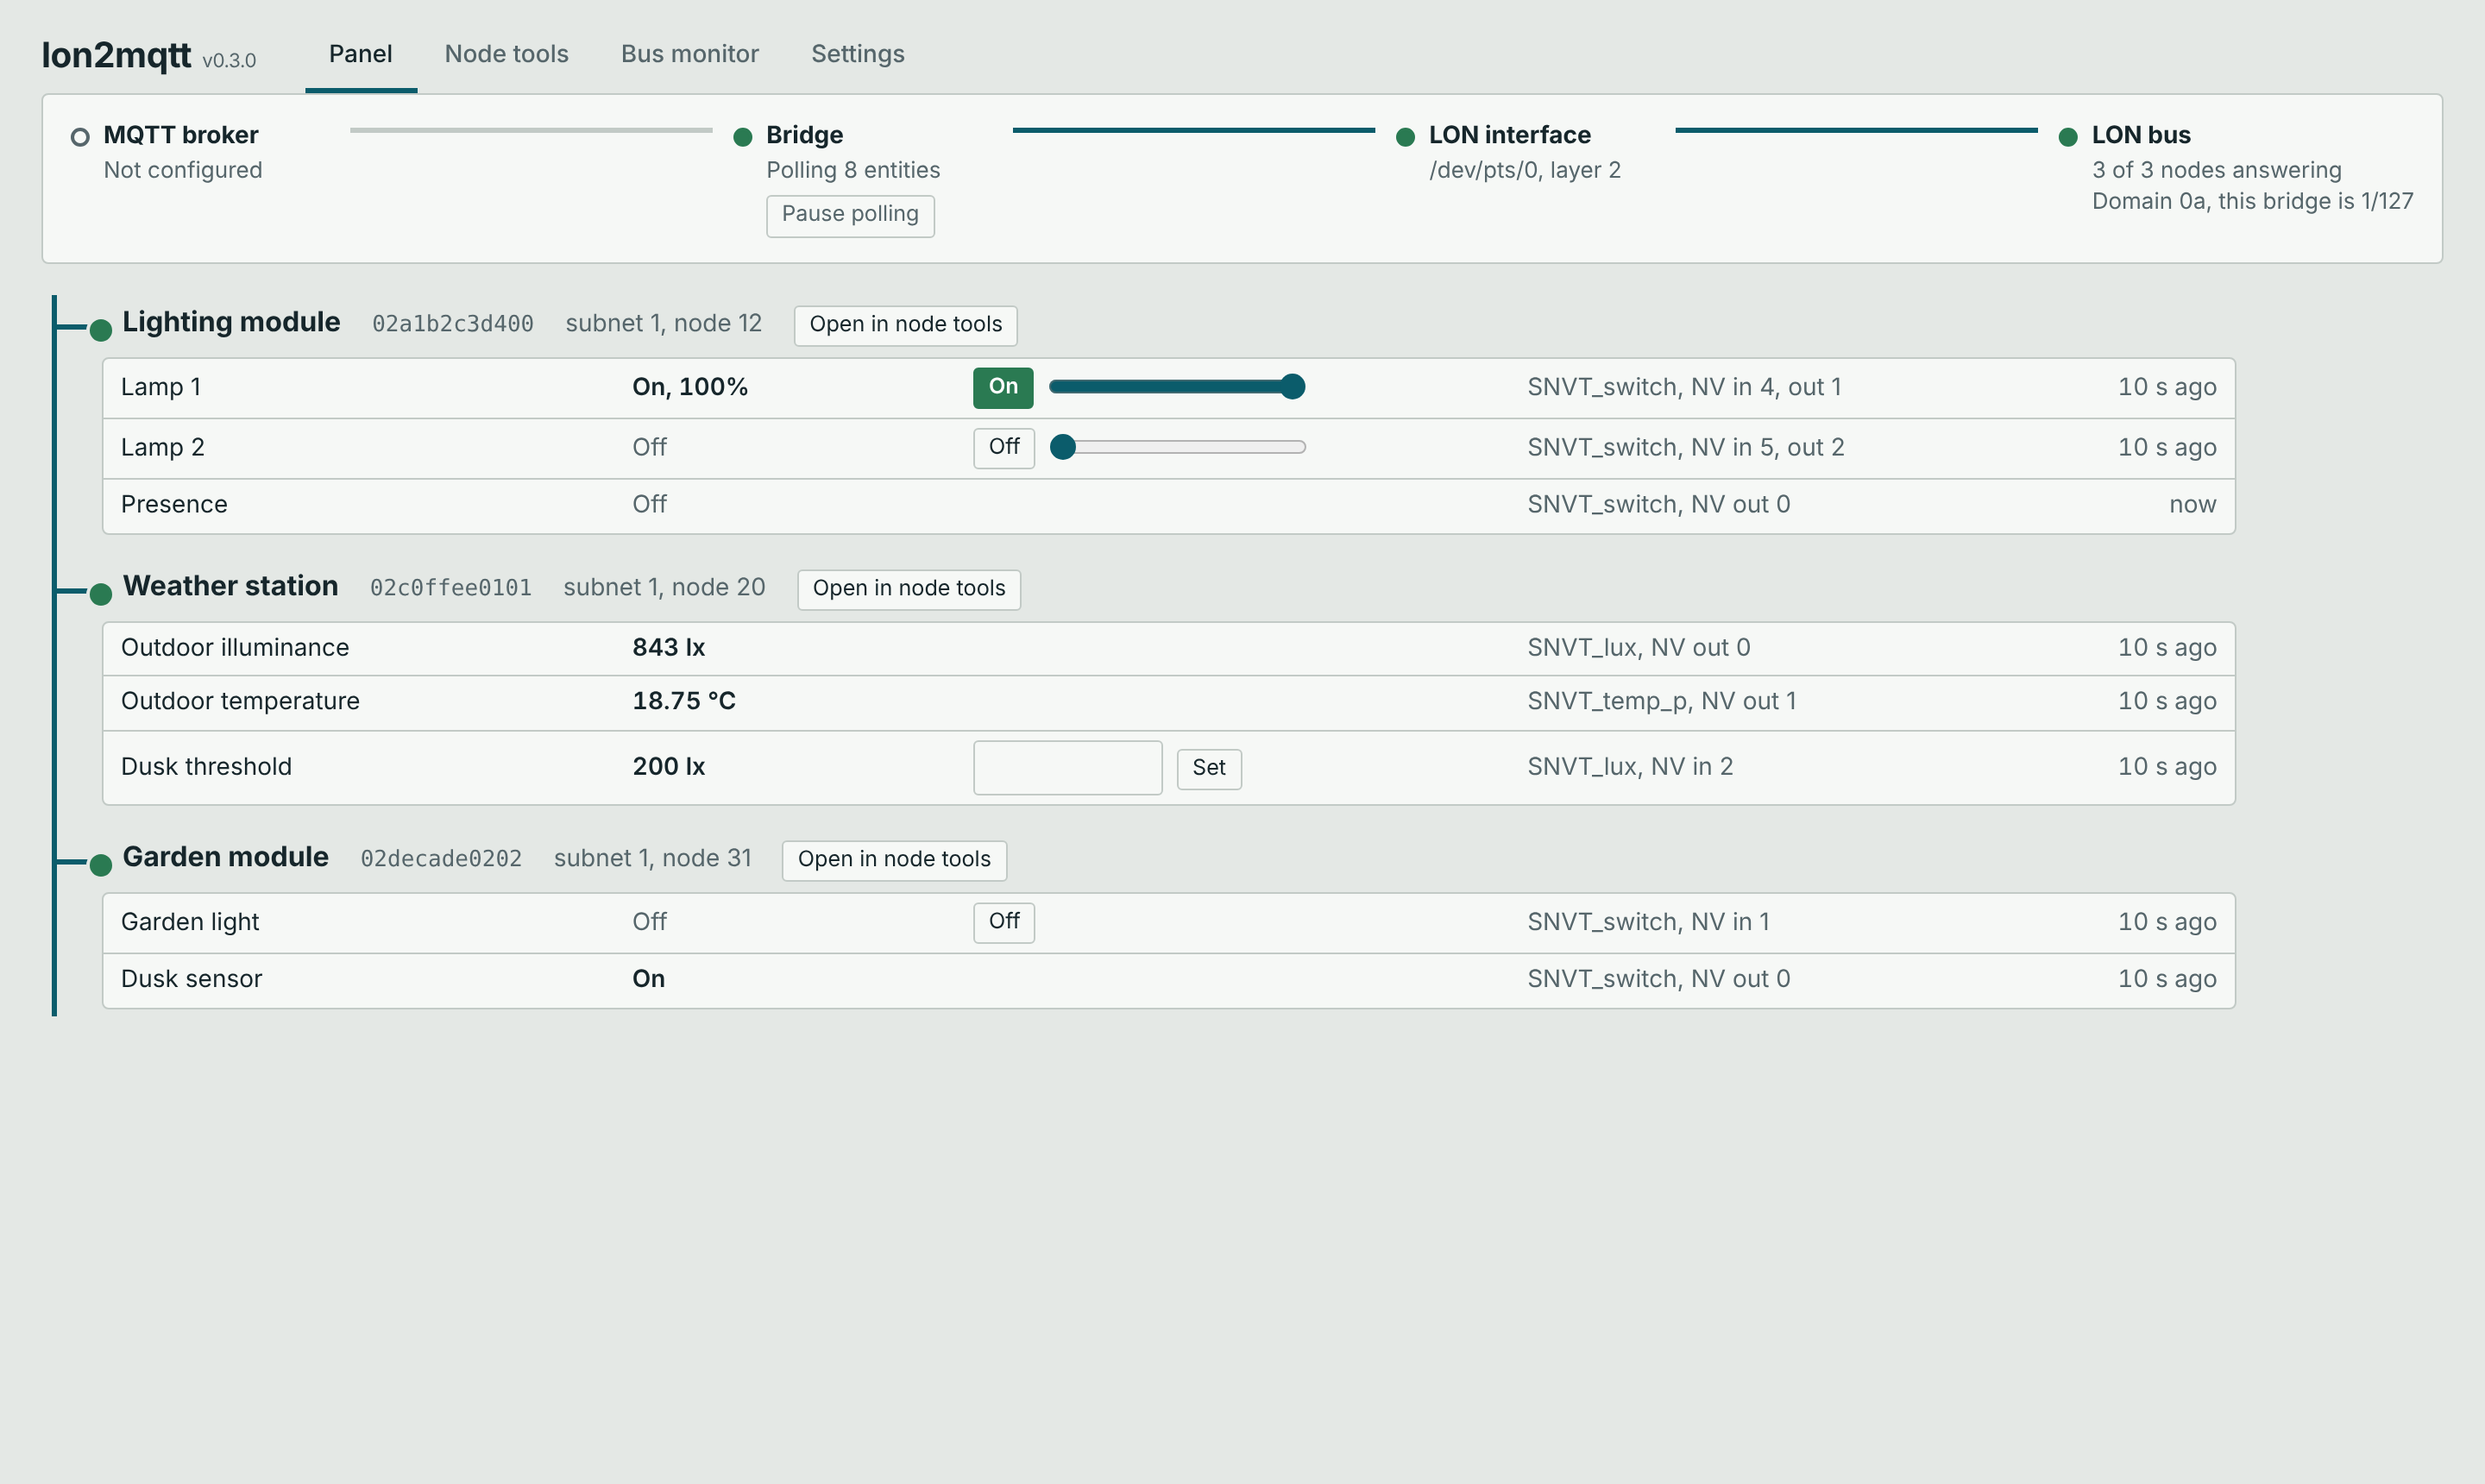 lon2mqtt v0.3.0 Panel Node tools Bus monitor Settings
MQTT broker Bridge LON interface LON bus
Not configured Polling 8 entities /dev/pts/0, layer 2 3 of 3 nodes answering
Pause polling Domain 0a, this bridge is 1/127
Lighting module 02a1b2c3d400 subnet 1, node 12 Open in node tools
Lamp 1 On, 100% On SNVT_switch, NV in 4, out 1 10 s ago
Lamp 2 Off Off SNVT_switch, NV in 5, out 2 10 s ago
Presence Off SNVT_switch, NV out 0 now
Weather station 02c0ffee0101 subnet 1, node 20 Open in node tools
Outdoor illuminance 843 lx SNVT_lux, NV out 0 10 s ago
Outdoor temperature 18.75 °C SNVT_temp_p, NV out 1 10 s ago
Dusk threshold 200 lx Set SNVT_lux, NV in 2 10 s ago
Garden module 02decade0202 subnet 1, node 31 Open in node tools
Garden light Off Off SNVT_switch, NV in 1 10 s ago
Dusk sensor On SNVT_switch, NV out 0 10 s ago